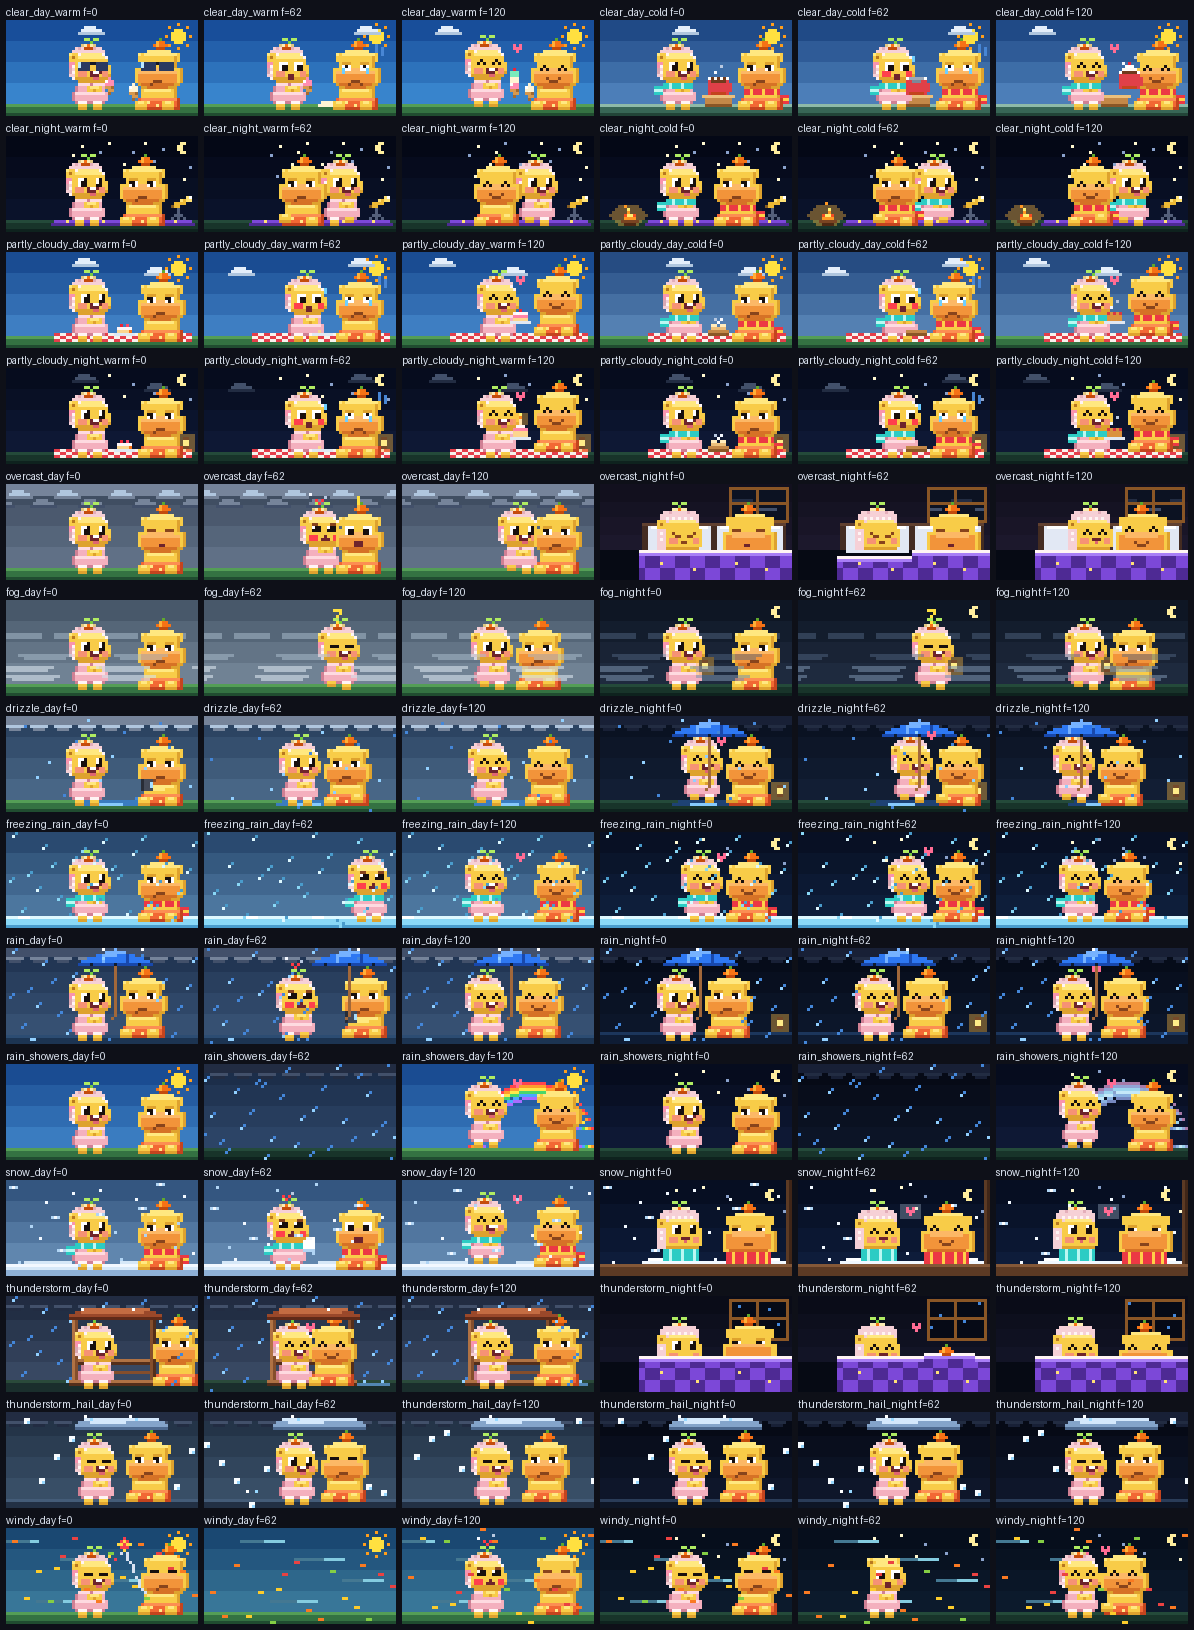 clear_day_warm f=0 clear_day_warm f=62 clear_day_warm f=120 clear_day_cold f=0 clear_day_cold f=62 clear_day_cold f=120
clear_night_warm f=0 clear_night_warm f=62 clear_night_warm f=120 clear_night_cold f=0 clear_night_cold f=62 clear_night_cold f=120
partly_cloudy_day_warm f=0 partly_cloudy_day_warm f=62 partly_cloudy_day_warm f=120 partly_cloudy_day_cold f=0 partly_cloudy_day_cold f=62 partly_cloudy_day_cold f=120
partly_cloudy_night_warm f=0 partly_cloudy_night_warm f=62 partly_cloudy_night_warm f=120 partly_cloudy_night_cold f=0 partly_cloudy_night_cold f=62 partly_cloudy_night_cold f=120
overcast_day f=0 overcast_day f=62 overcast_day f=120 overcast_night f=0 overcast_night f=62 overcast_night f=120
fog_day f=0 fog_day f=62 fog_day f=120 fog_night f=0 fog_night f=62 fog_night f=120
drizzle_day f=0 drizzle_day f=62 drizzle_day f=120 drizzle_night f=0 drizzle_night f=62 drizzle_night f=120
freezing_rain_day f=0 freezing_rain_day f=62 freezing_rain_day f=120 freezing_rain_night f=0 freezing_rain_night f=62 freezing_rain_night f=120
rain_day f=0 rain_day f=62 rain_day f=120 rain_night f=0 rain_night f=62 rain_night f=120
rain_showers_day f=0 rain_showers_day f=62 rain_showers_day f=120 rain_showers_night f=0 rain_showers_night f=62 rain_showers_night f=120
snow_day f=0 snow_day f=62 snow_day f=120 snow_night f=0 snow_night f=62 snow_night f=120
thunderstorm_day f=0 thunderstorm_day f=62 thunderstorm_day f=120 thunderstorm_night f=0 thunderstorm_night f=62 thunderstorm_night f=120
thunderstorm_hail_day f=0 thunderstorm_hail_day f=62 thunderstorm_hail_day f=120 thunderstorm_hail_night f=0 thunderstorm_hail_night f=62 thunderstorm_hail_night f=120
windy_day f=0 windy_day f=62 windy_day f=120 windy_night f=0 windy_night f=62 windy_night f=120